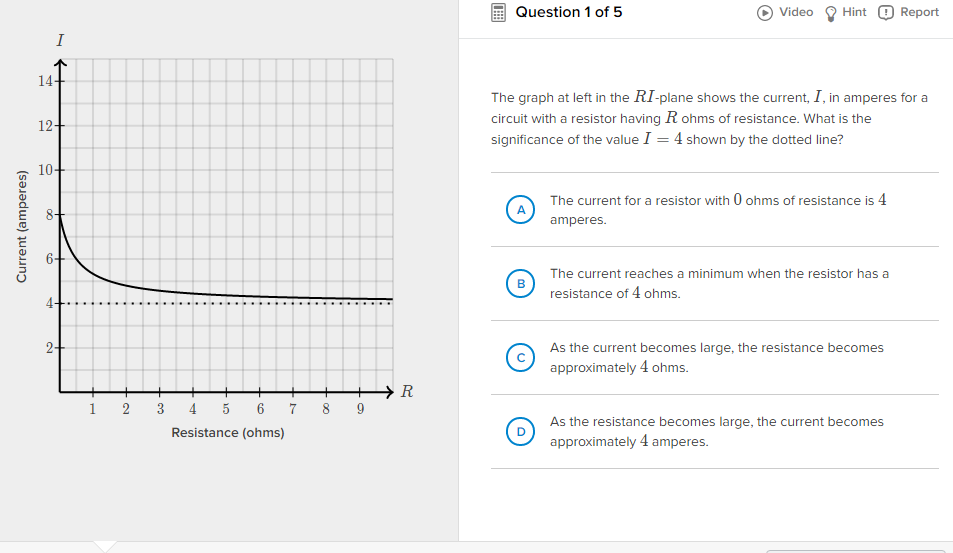 Question 1 of 5
Video
Hint
Report
I
14
12
10
8
6
4
2
Current (amperes)
1 2 3 4 5 6 7 8 9
R
Resistance (ohms)
The graph at left in the RI-plane shows the current, I, in amperes for a
circuit with a resistor having R ohms of resistance. What is the
significance of the value I = 4 shown by the dotted line?
A
The current for a resistor with 0 ohms of resistance is 4
amperes.
B
The current reaches a minimum when the resistor has a
resistance of 4 ohms.
C
As the current becomes large, the resistance becomes
approximately 4 ohms.
D
As the resistance becomes large, the current becomes
approximately 4 amperes.